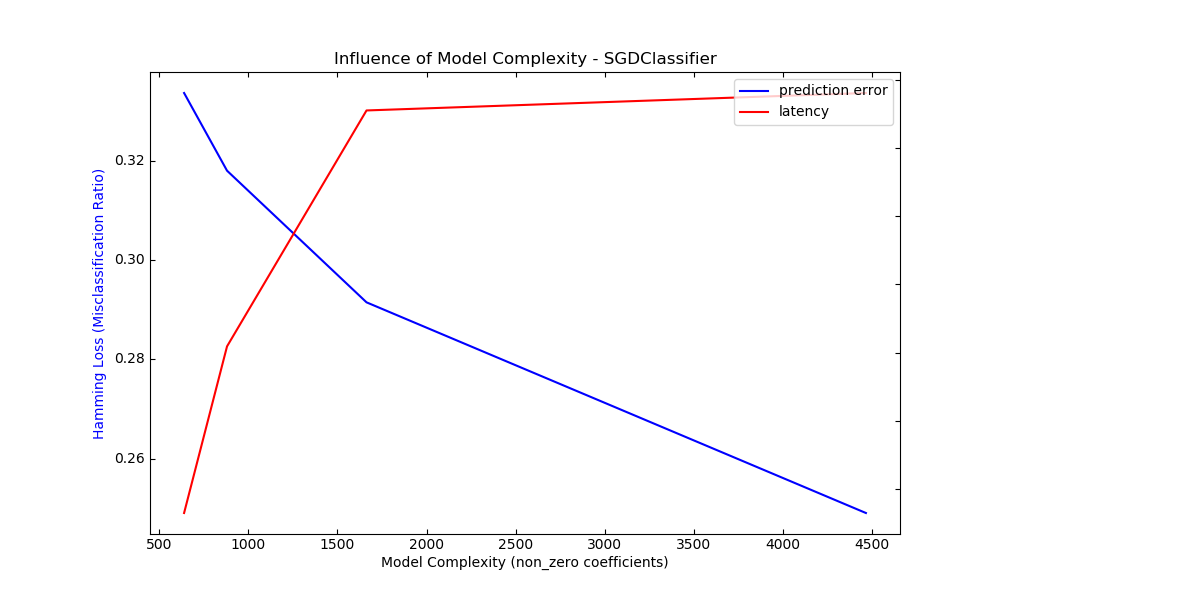 Influence of Model Complexity - SGDClassifier
prediction error
latency
Hamming Loss (Misclassification Ratio)
0.32
0.30
0.28
0.26
500 1000 1500 2000 2500 3000 3500 4000 4500
Model Complexity (non_zero coefficients)